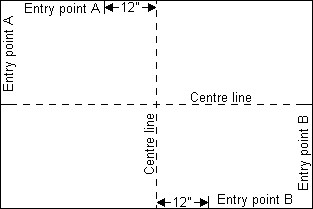 Entry point A
12"
Entry point A
Centre line
Centre line
Entry point B
12"
Entry point B